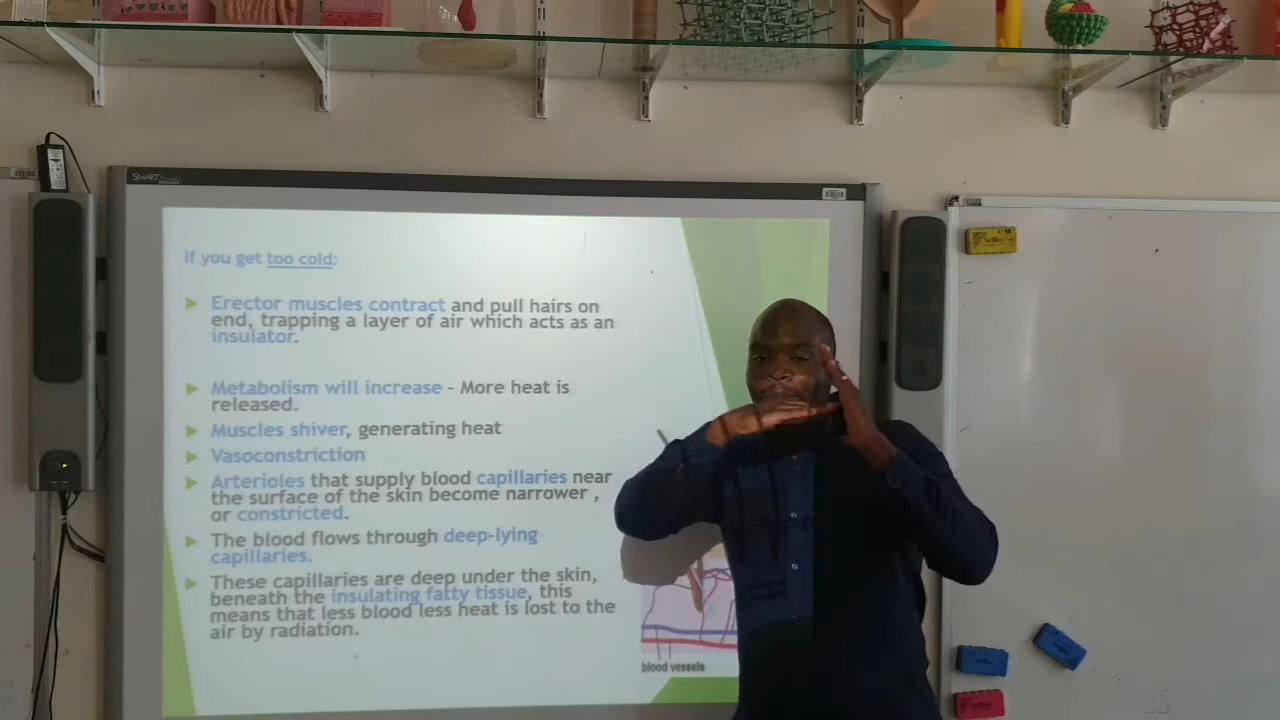 SMART
If you get too cold:
Erector muscles contract and pull hairs on
end, trapping a layer of air which acts as an
insulator.
Metabolism will increase - More heat is
released.
Muscles shiver, generating heat
Vasoconstriction
Arterioles that supply blood capillaries near
the surface of the skin become narrower ,
or constricted.
The blood flows through deep-lying
capillaries.
These capillaries are deep under the skin,
beneath the insulating fatty tissue, this
means that less blood less heat is lost to the
air by radiation.
blood vessels